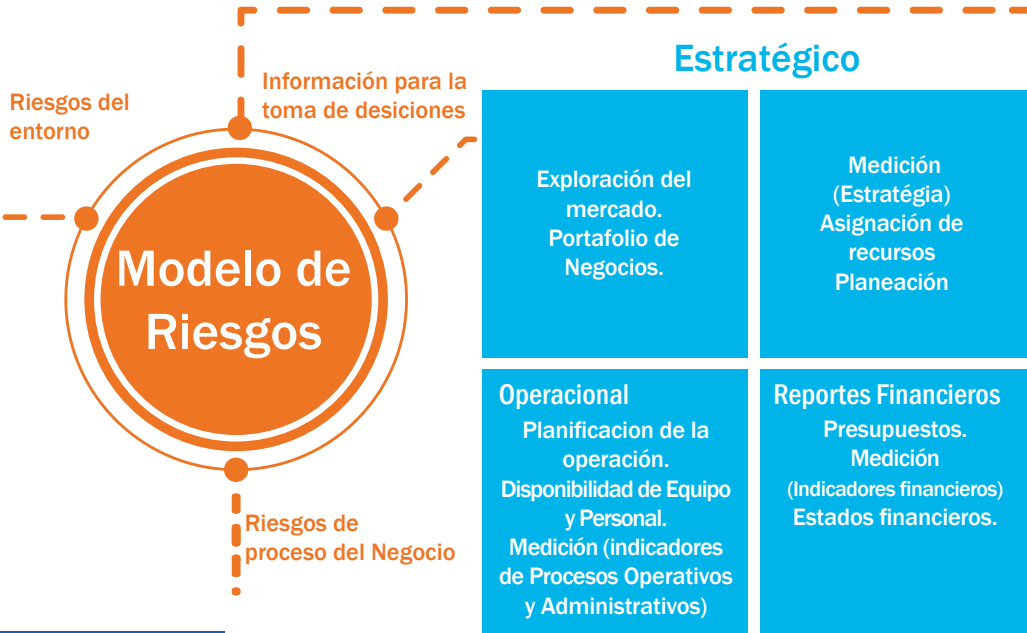 Estratégico
Información para la
toma de desiciones
Riesgos del
entorno
Modelo de
Riesgos
Riesgos de
proceso del Negocio
Exploración del
mercado.
Portafolio de
Negocios.
Medición
(Estratégia)
Asignación de
recursos
Planeación
Operacional
Planificacion de la
operación.
Disponibilidad de Equipo
y Personal.
Medición (indicadores
de Procesos Operativos
y Administrativos)
Reportes Financieros
Presupuestos.
Medición
(Indicadores financieros)
Estados financieros.